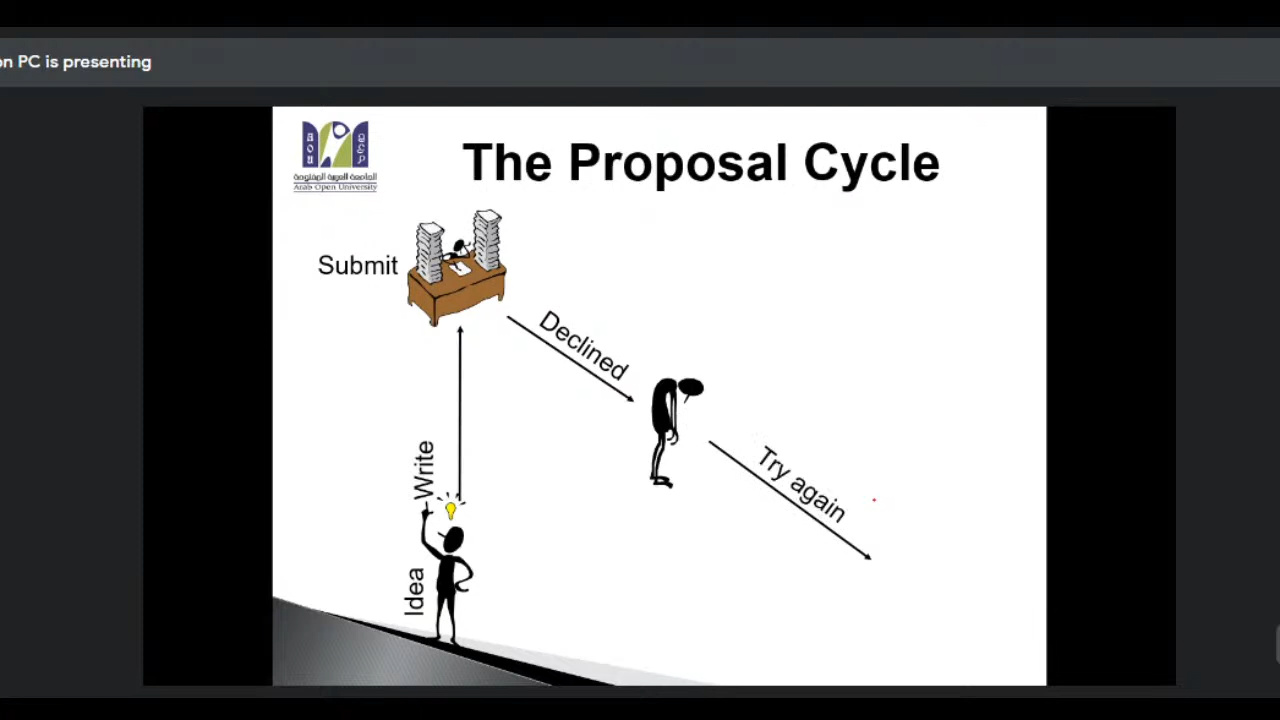 on PC is presenting
The Proposal Cycle
الجامعة العربية المفتوحة
Arab Open University
Submit
Declined
Write
Try again
Idea